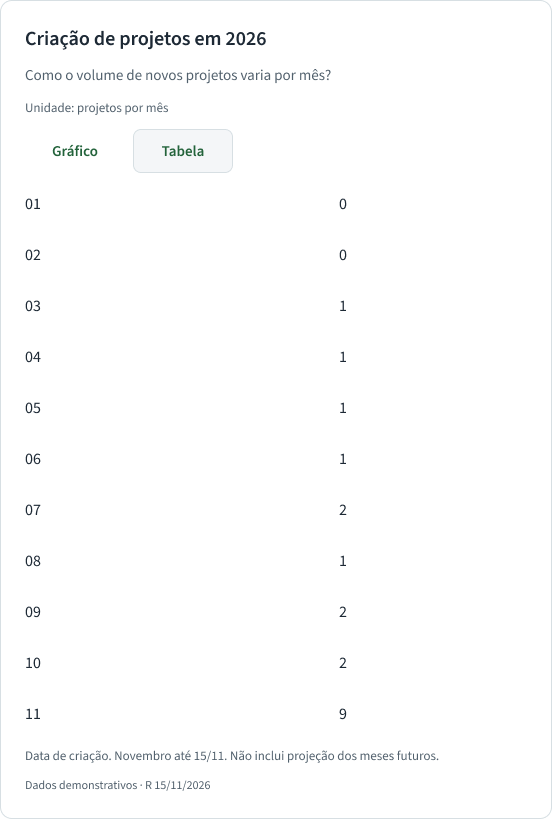 Criação de projetos em 2026
Como o volume de novos projetos varia por mês?
Unidade: projetos por mês
Gráfico Tabela
01 0
02 0
03 1
04 1
05 1
06 1
07 2
08 1
09 2
10 2
11 9
Data de criação. Novembro até 15/11. Não inclui projeção dos meses futuros.
Dados demonstrativos · R 15/11/2026